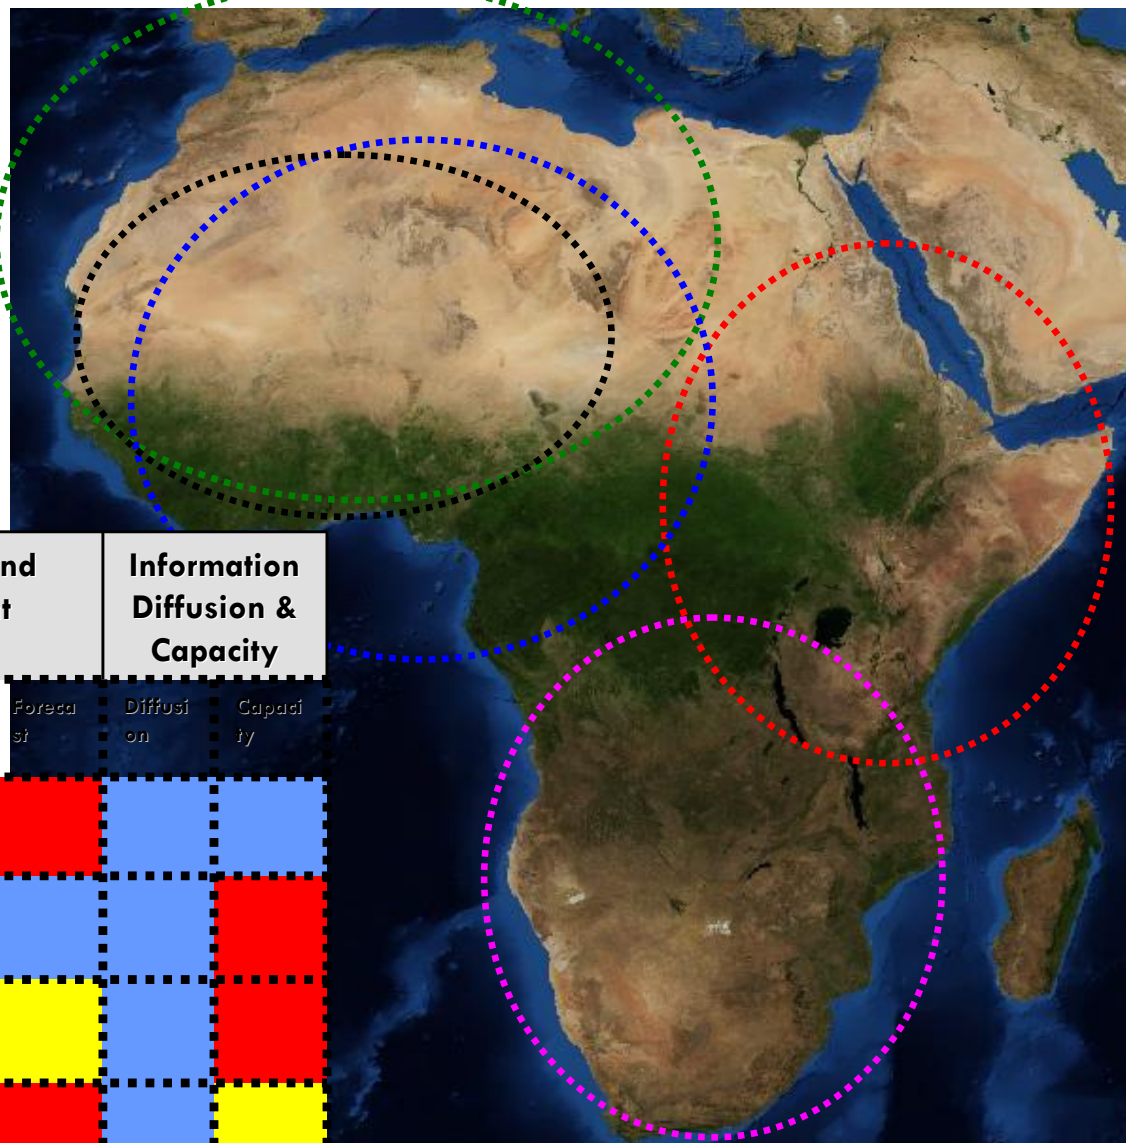 nd
t
Information
Diffusion &
Capacity
Foreca
st
Diffusi
on
Capaci
ty